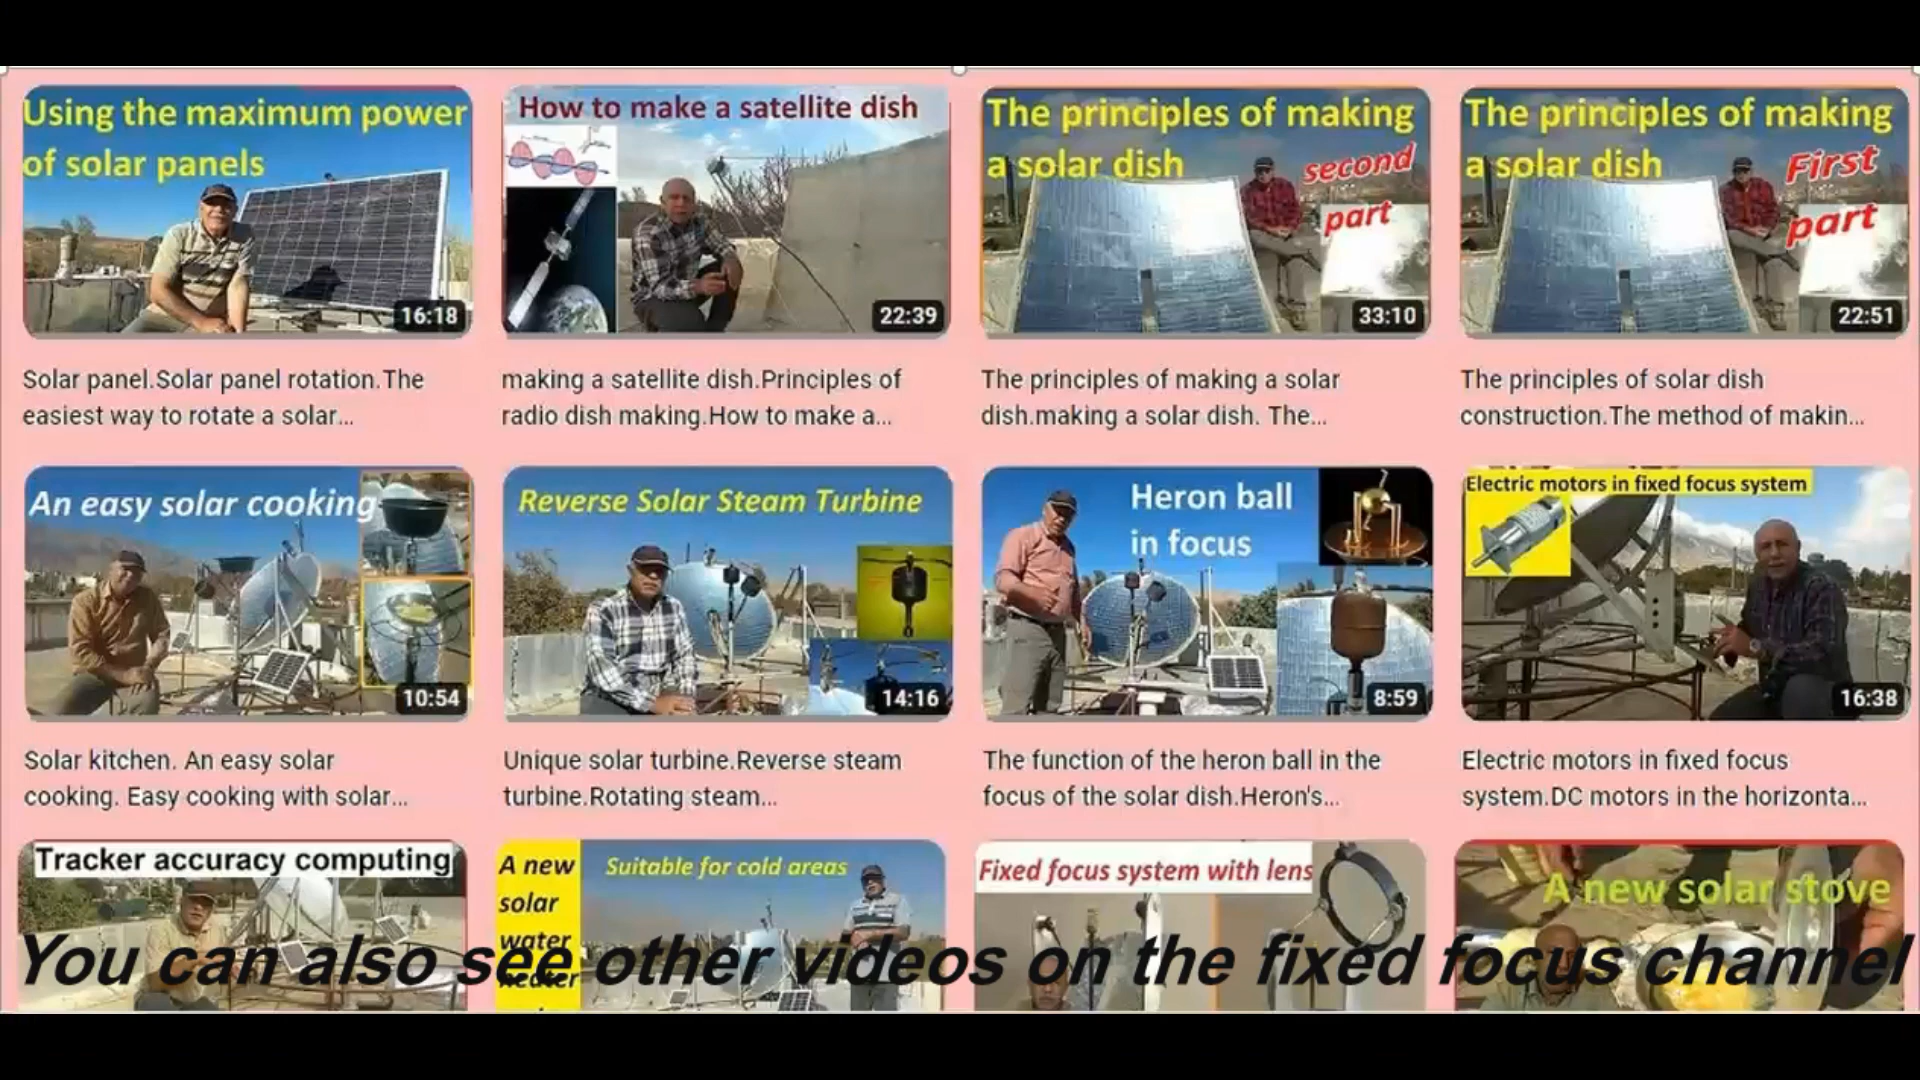 Using the maximum power
of solar panels
16:18
How to make a satellite dish
22:39
The principles of making
a solar dish
second
part
33:10
The principles of making
a solar dish
First
part
22:51
Solar panel.Solar panel rotation.The
easiest way to rotate a solar...
making a satellite dish.Principles of
radio dish making.How to make a...
The principles of making a solar
dish.making a solar dish. The...
The principles of solar dish
construction.The method of makin...
An easy solar cooking
10:54
Reverse Solar Steam Turbine
14:16
Heron ball
in focus
8:59
Electric motors in fixed focus system
16:38
Solar kitchen. An easy solar
cooking. Easy cooking with solar...
Unique solar turbine.Reverse steam
turbine.Rotating steam...
The function of the heron ball in the
focus of the solar dish.Heron's...
Electric motors in fixed focus
system.DC motors in the horizonta...
Tracker accuracy computing
A new
solar
water
heater
Suitable for cold areas
Fixed focus system with lens
A new solar stove
You can also see other videos on the fixed focus channel